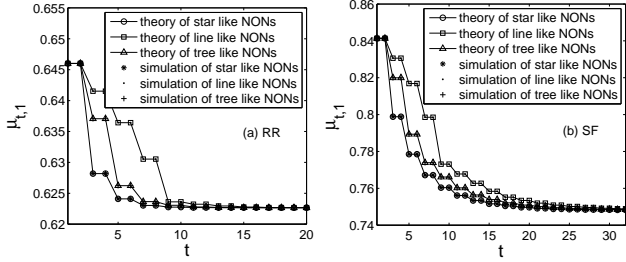 0.655
0.65
0.645
0.64
0.635
0.63
0.625
0.62
μt,1
theory of star like NONs
theory of line like NONs
theory of tree like NONs
simulation of star like NONs
simulation of line like NONs
simulation of tree like NONs
(a) RR
5 10 15 20
t
0.86
0.84
0.82
0.8
0.78
0.76
0.74
μt,1
theory of star like NONs
theory of line like NONs
theory of tree like NONs
simulation of star like NONs
simulation of line like NONs
simulation of tree like NONs
(b) SF
5 10 15 20 25 30
t